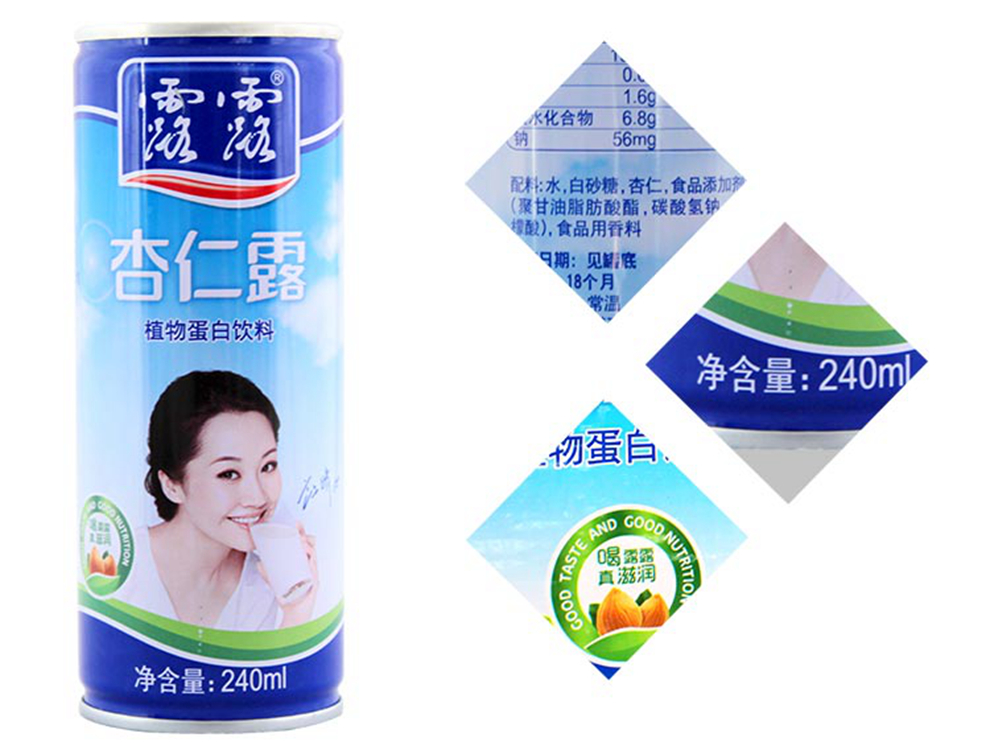 露露®
杏仁露
植物蛋白饮料
GOOD NUTRITION
喝露露
真滋润
净含量：240ml
1.6g
水化合物 6.8g
钠 56mg
配料：水，白砂糖，杏仁，食品添加剂
（聚甘油脂肪酸酯，碳酸氢钠
檬酸），食品用香料
日期：见罐底
18个月
常温
净含量：240ml
物蛋白
GOOD TASTE AND GOOD NUTRITION
喝露露
真滋润